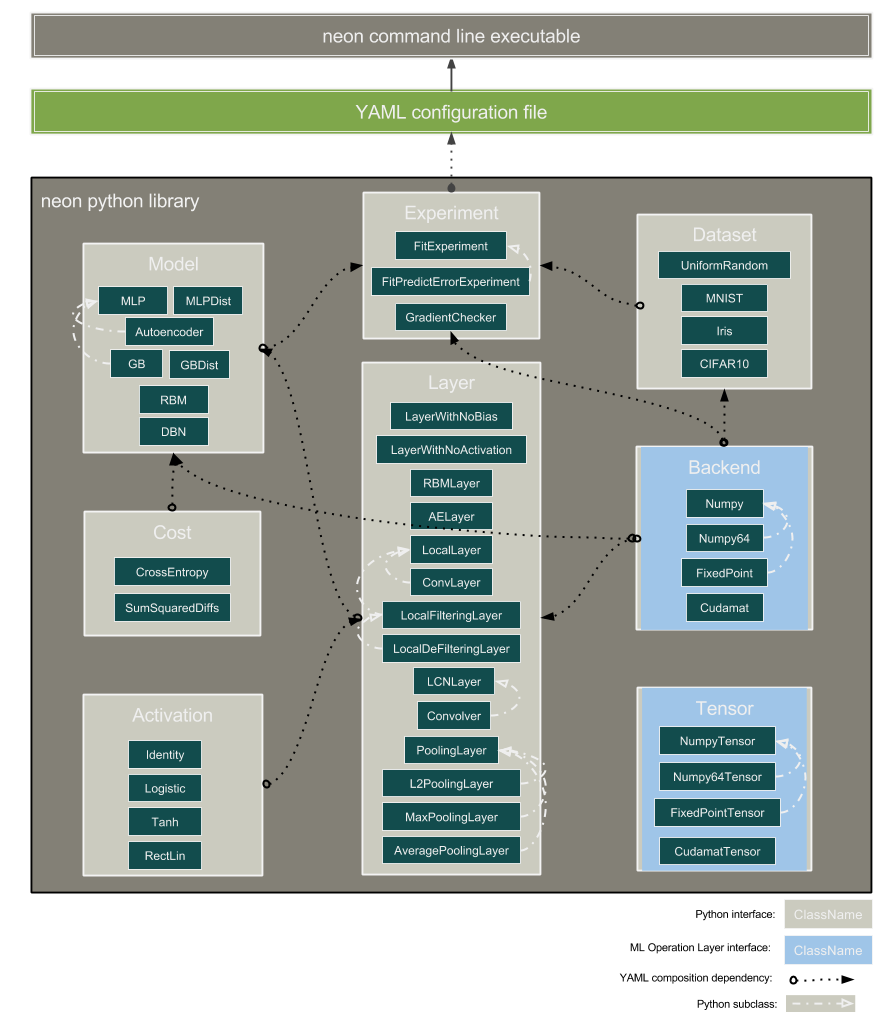 neon command line executable
YAML configuration file
neon python library
Model
MLP
MLPDist
Autoencoder
GB
GBDist
RBM
DBN
Experiment
FitExperiment
FitPredictErrorExperiment
GradientChecker
Dataset
UniformRandom
MNIST
Iris
CIFAR10
Layer
LayerWithNoBias
LayerWithNoActivation
RBMLayer
AELayer
LocalLayer
ConvLayer
LocalFilteringLayer
LocalDeFilteringLayer
LCNLayer
Convolver
PoolingLayer
L2PoolingLayer
MaxPoolingLayer
AveragePoolingLayer
Backend
Numpy
Numpy64
FixedPoint
Cudamat
Cost
CrossEntropy
SumSquaredDiffs
Activation
Identity
Logistic
Tanh
RectLin
Tensor
NumpyTensor
Numpy64Tensor
FixedPointTensor
CudamatTensor
Python interface:
ClassName
ML Operation Layer interface:
ClassName
YAML composition dependency:
Python subclass: